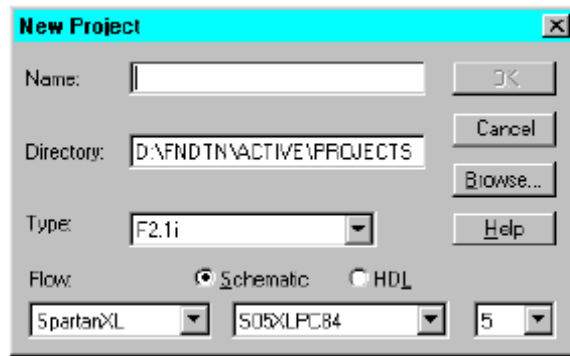 New Project
Name: OK
Cancel
Directory: D:\FNDTN\ACTIVE\PROJECTS
Browse...
Type: F2.1i Help
Flow: Schematic HDL
SpartanXL S05XLPC84 5